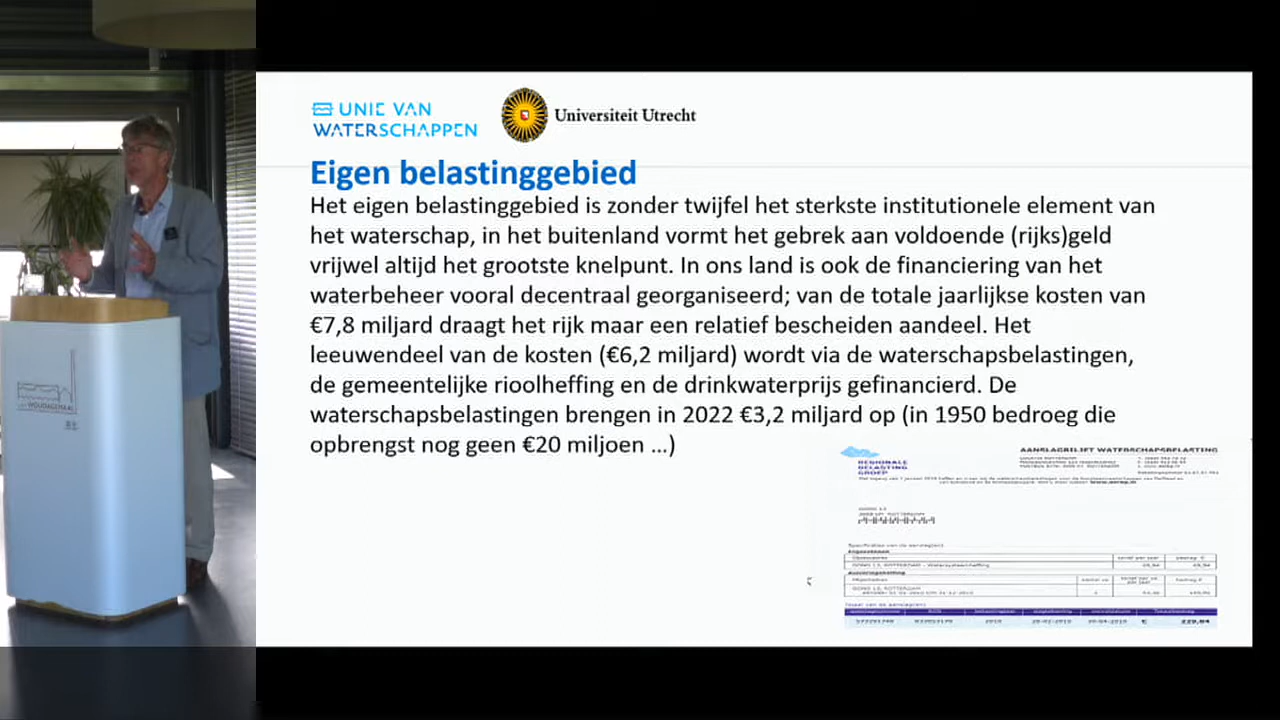 UNIE VAN
WATERSCHAPPEN
Universiteit Utrecht
Eigen belastinggebied
Het eigen belastinggebied is zonder twijfel het sterkste institutionele element van
het waterschap, in het buitenland vormt het gebrek aan voldoende (rijks)geld
vrijwel altijd het grootste knelpunt. In ons land is ook de financiering van het
waterbeheer vooral decentraal georganiseerd; van de totale jaarlijkse kosten van
€7,8 miljard draagt het rijk maar een relatief bescheiden aandeel. Het
leeuwendeel van de kosten (€6,2 miljard) wordt via de waterschapsbelastingen,
de gemeentelijke rioolheffing en de drinkwaterprijs gefinancierd. De
waterschapsbelastingen brengen in 2022 €3,2 miljard op (in 1950 bedroeg die
opbrengst nog geen €20 miljoen ...)
AANSLAGBILJET WATERSCHAPSBELASTING
REGIONALE
BELASTING
GROEP
WOUDAGEMAAL